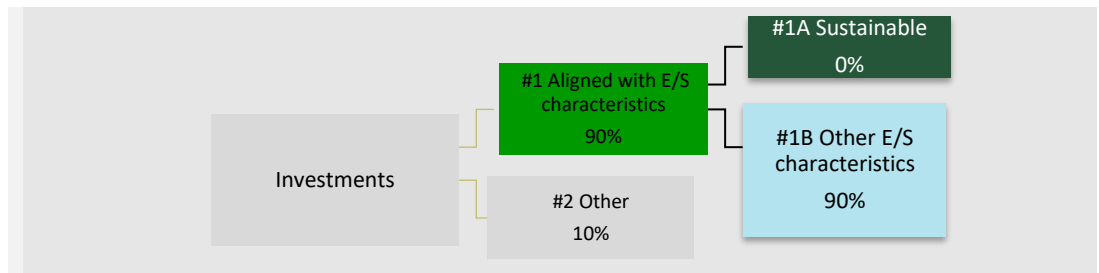 Investments
#1 Aligned with E/S
characteristics
90%
#2 Other
10%
#1A Sustainable
0%
#1B Other E/S
characteristics
90%